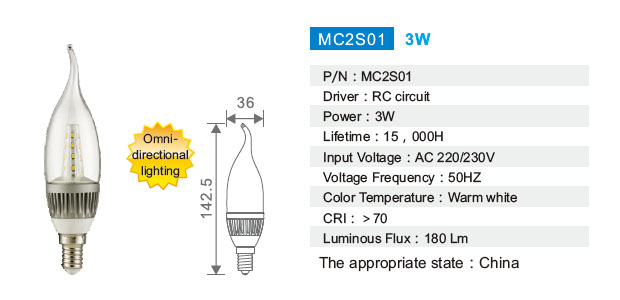 MC2S01 3W
P/N : MC2S01
Driver : RC circuit
Power : 3W
Lifetime : 15 , 000H
Input Voltage : AC 220/230V
Voltage Frequency : 50HZ
Color Temperature : Warm white
CRI : >70
Luminous Flux : 180 Lm
The appropriate state : China
Omni-
directional
lighting
36
142.5